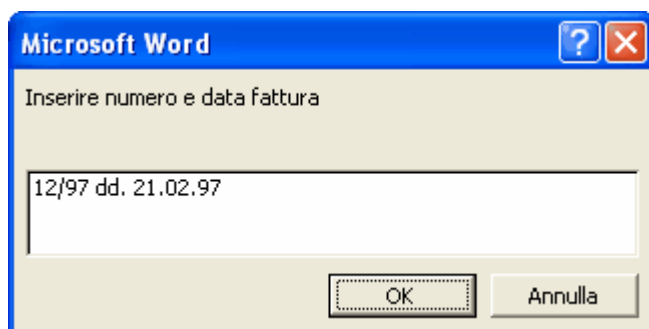 Microsoft Word
Inserire numero e data fattura
12/97 dd. 21.02.97
OK Annulla